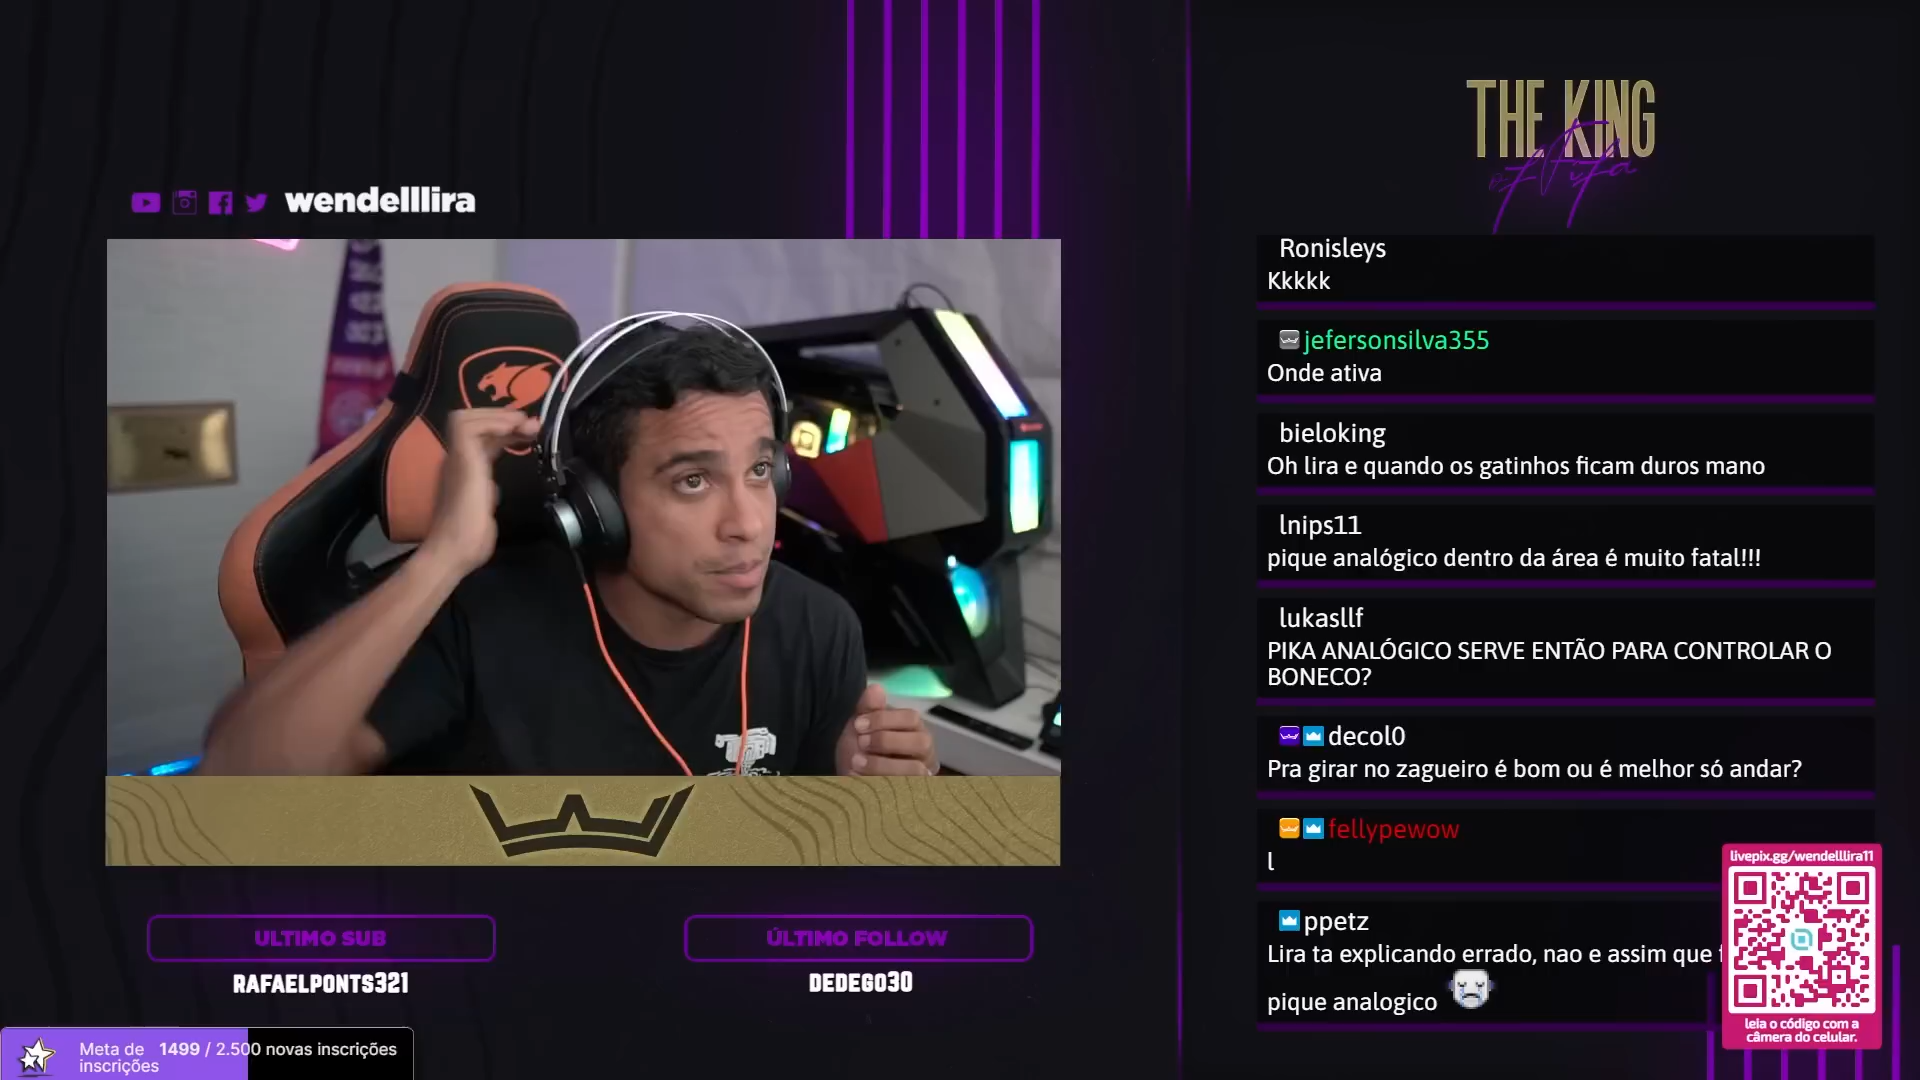 THE KING
of Fifa
wendelllira
Ronisleys
Kkkkk
jefersonsilva355
Onde ativa
bieloking
Oh lira e quando os gatinhos ficam duros mano
lnips11
pique analógico dentro da área é muito fatal!!!
lukasllf
PIKA ANALÓGICO SERVE ENTÃO PARA CONTROLAR O
BONECO?
decol0
Pra girar no zagueiro é bom ou é melhor só andar?
fellypewow
l
ppetz
Lira ta explicando errado, nao e assim que
pique analogico
livepix.gg/wendelllira11
leia o código com a
câmera do celular.
ULTIMO SUB
RAFAELPONTS321
ÚLTIMO FOLLOW
DEDEGO30
Meta de inscrições
1499 / 2.500 novas inscrições